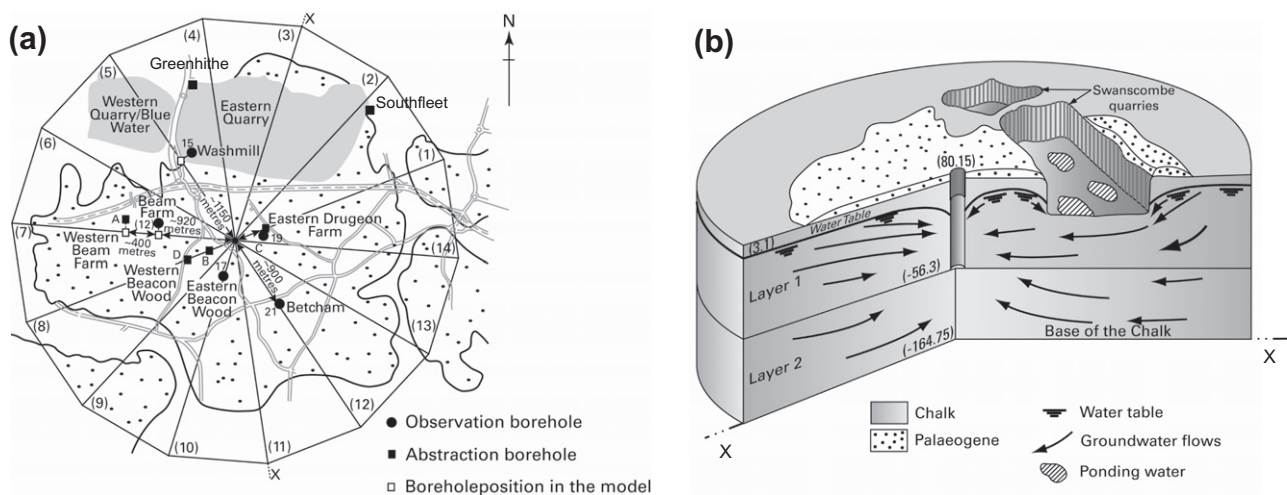 (a)
X
N
(4)
(3)
Greenhithe
(5)
(2)
Western
Quarry/Blue
Water
Eastern
Quarry
Southfleet
(6)
15
Washmill
(1)
~1150
metres
Beam
Farm
A
(12)
~920
metres
Eastern Drugeon
Farm
19
C
(7)
~400
metres
Western
Beam
Farm
(14)
D
B
Western
Beacon
Wood
17
Eastern
Beacon
Wood
~900
metres
21
Betcham
(8)
(13)
(9)
(12)
(10)
(11)
X
Observation borehole
Abstraction borehole
Boreholeposition in the model
(b)
Swanscombe
quarries
(80.15)
Water Table
(3.1)
Layer 1
(-56.3)
Base of the Chalk
(-164.75)
Layer 2
X
X
Chalk
Palaeogene
Water table
Groundwater flows
Ponding water